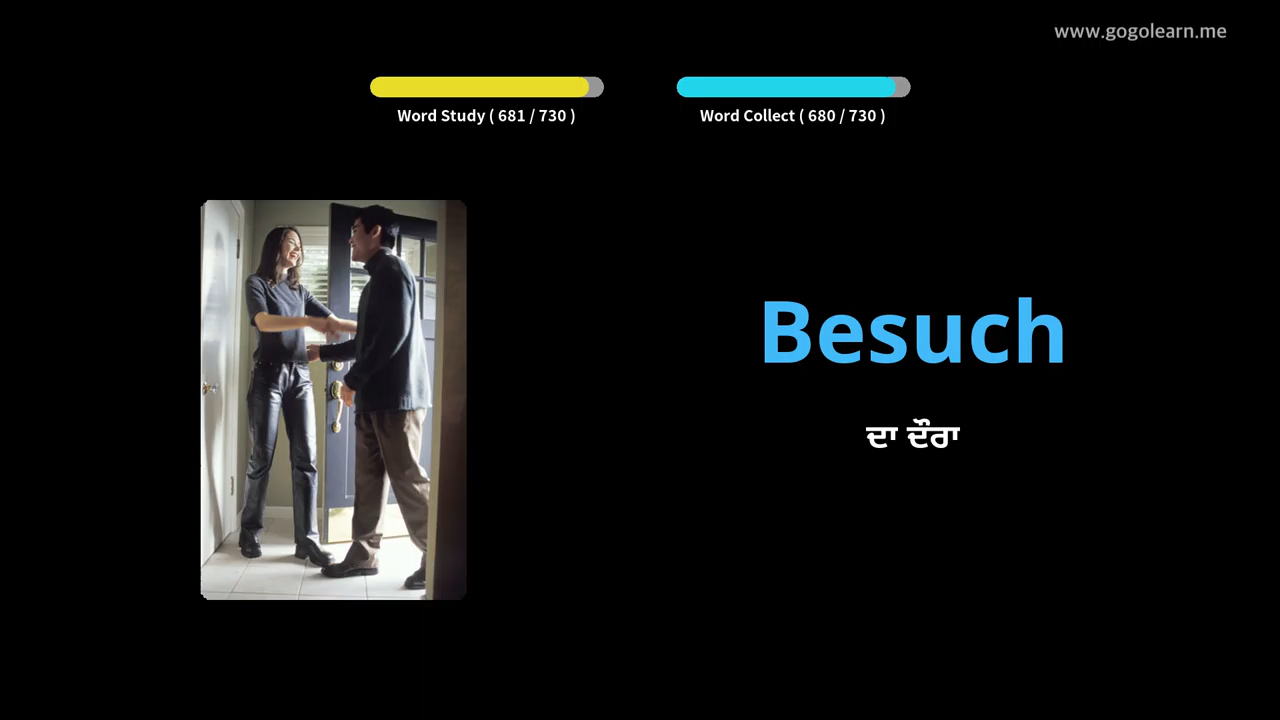 www.gogolearn.me
Word Study ( 681 / 730 )
Word Collect ( 680 / 730 )
Besuch
ਦਾ ਦੌਰਾ